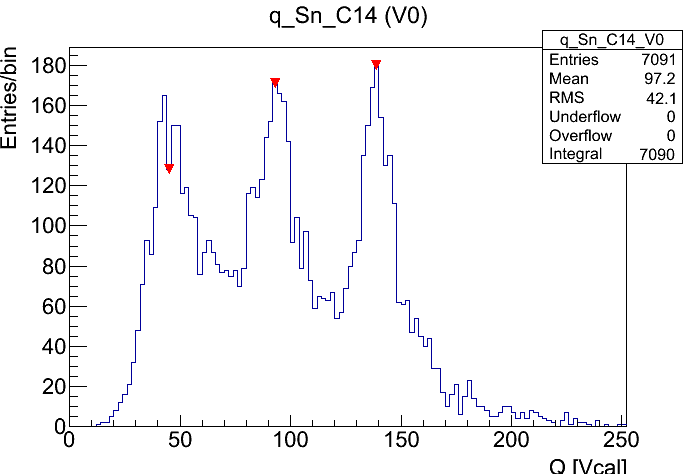 q_Sn_C14 (V0)
q_Sn_C14_V0
Entries 7091
Mean 97.2
RMS 42.1
Underflow 0
Overflow 0
Integral 7090
Entries/bin
180
160
140
120
100
80
60
40
20
0
0 50 100 150 200 250
Q [Vcal]